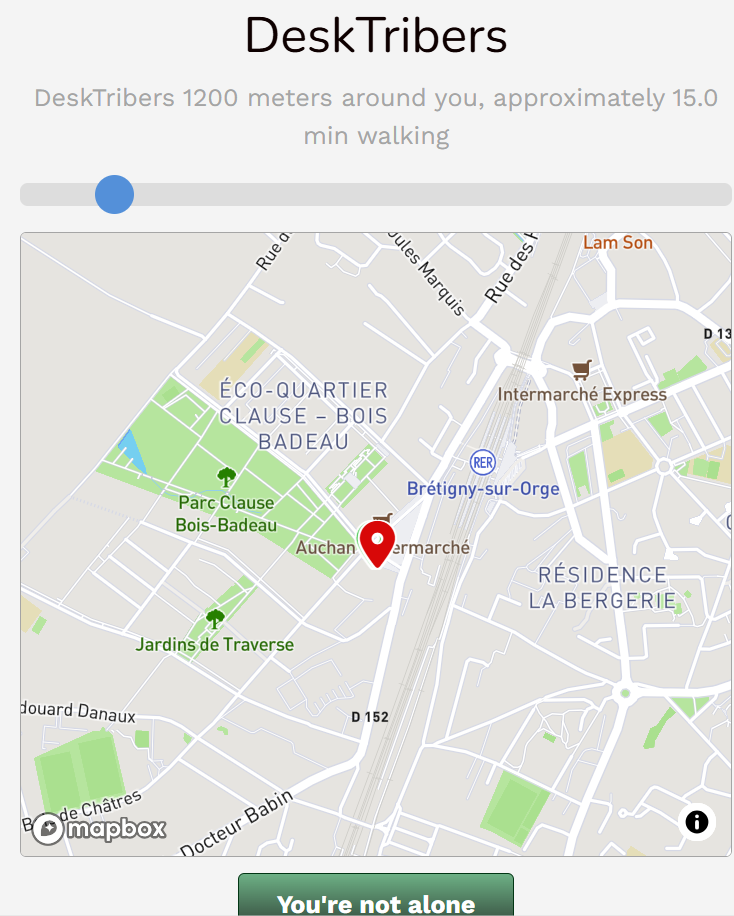 DeskTribers
DeskTribers 1200 meters around you, approximately 15.0
min walking
Lam Son
Rue des
Jules Marquis
Rue
D 13
ÉCO-QUARTIER
CLAUSE – BOIS
BADEAU
Intermarché Express
RER
Brétigny-sur-Orge
Parc Clause
Bois-Badeau
Auchan ermarché
RÉSIDENCE
LA BERGERIE
Jardins de Traverse
douard Danaux
D 152
de Châtres
Docteur Babin
mapbox
i
You're not alone